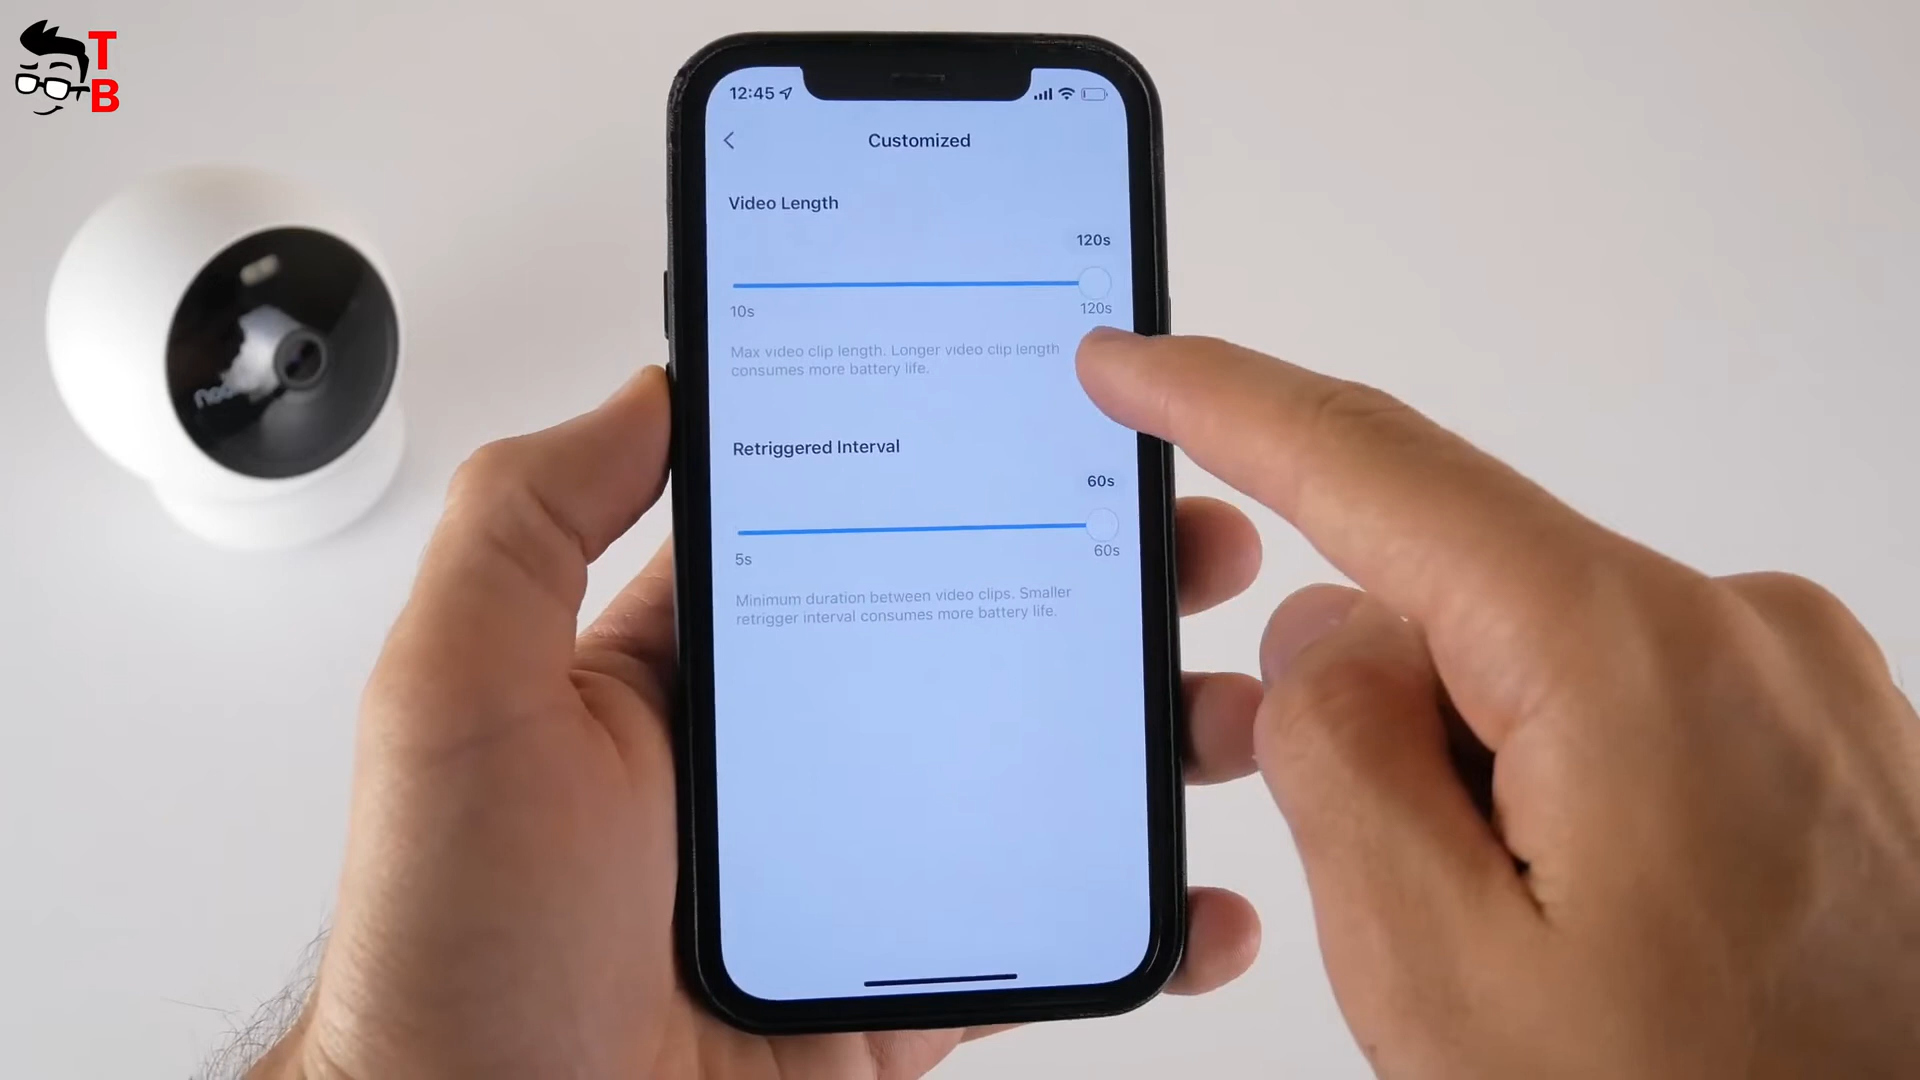 T
B
12:45
Customized
Video Length
120s
10s
120s
Max video clip length. Longer video clip length
consumes more battery life.
Retriggered Interval
60s
5s
60s
Minimum duration between video clips. Smaller
retrigger interval consumes more battery life.